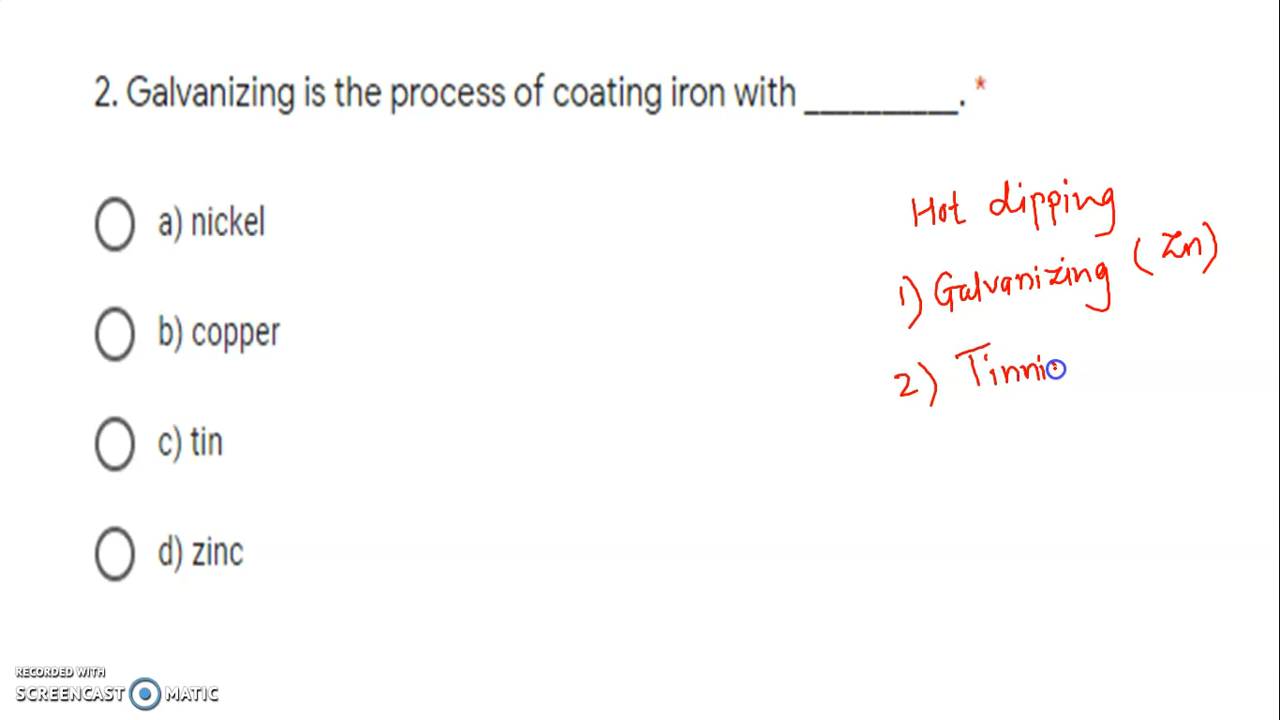 2. Galvanizing is the process of coating iron with __________. *
a) nickel
b) copper
c) tin
d) zinc
Hot dipping
1) Galvanizing (Zn)
2) Tinni
RECORDED WITH
SCREENCAST MATIC